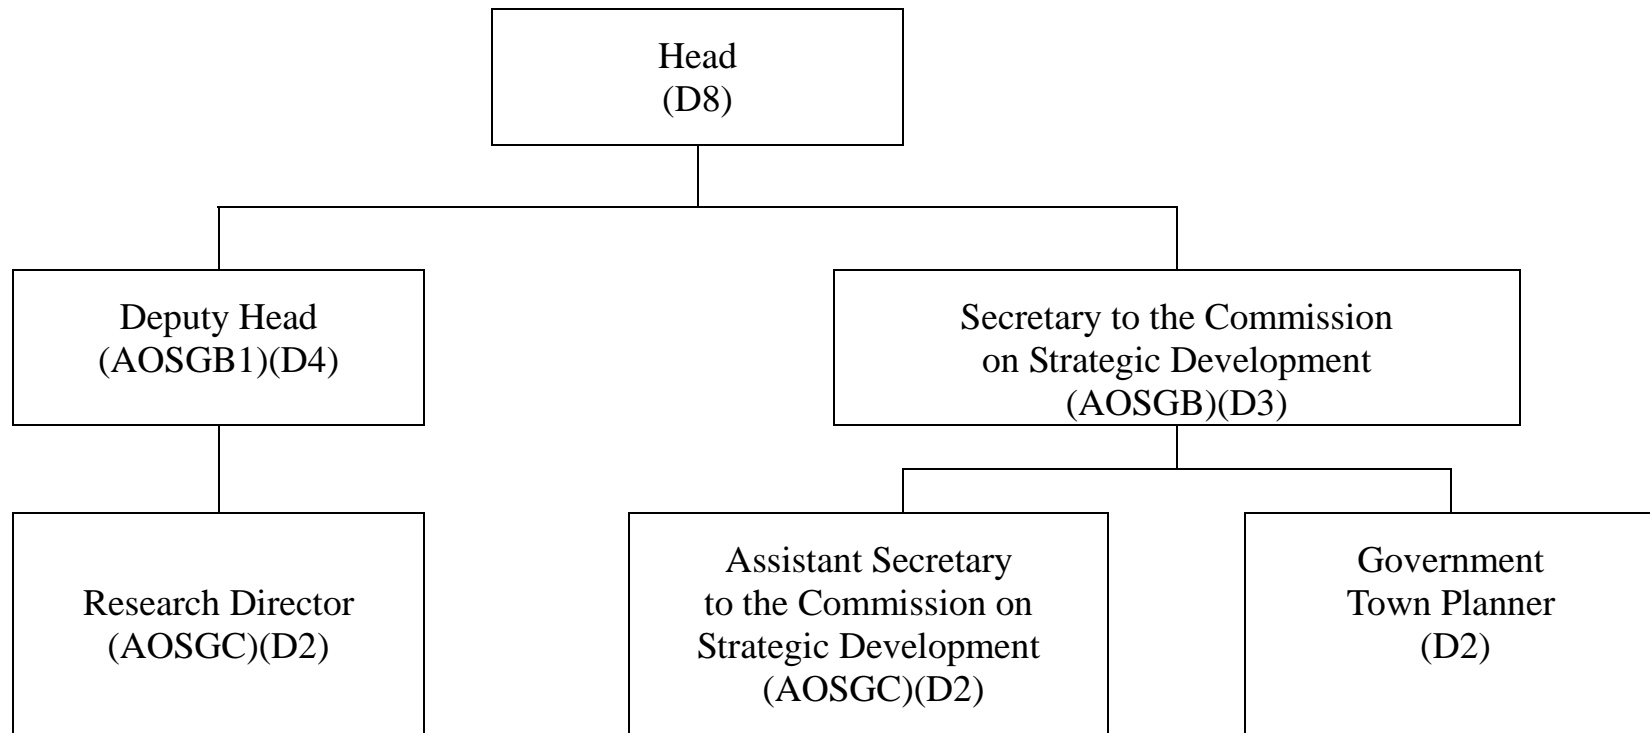 Head
(D8)
Deputy Head
(AOSGB1)(D4)
Secretary to the Commission
on Strategic Development
(AOSGB)(D3)
Research Director
(AOSGC)(D2)
Assistant Secretary
to the Commission on
Strategic Development
(AOSGC)(D2)
Government
Town Planner
(D2)